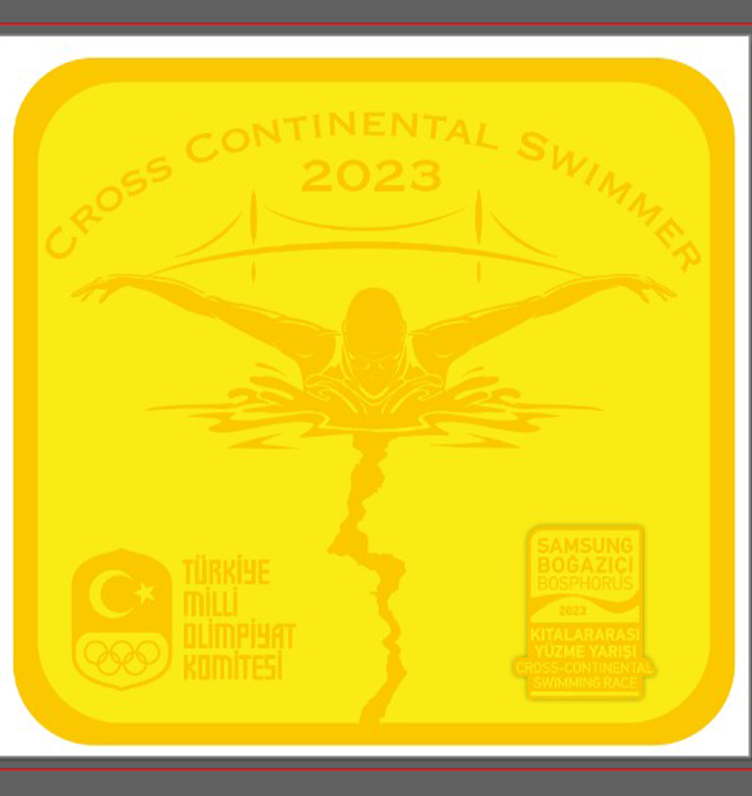 CROSS CONTINENTAL SWIMMER
2023
TÜRKİYE
MİLLİ
OLİMPİYAT
KOMİTESİ
SAMSUNG
BOĞAZİÇİ
BOSPHORUS
2023
KITALARARASI
YÜZME YARIŞI
CROSS-CONTINENTAL
SWIMMING RACE